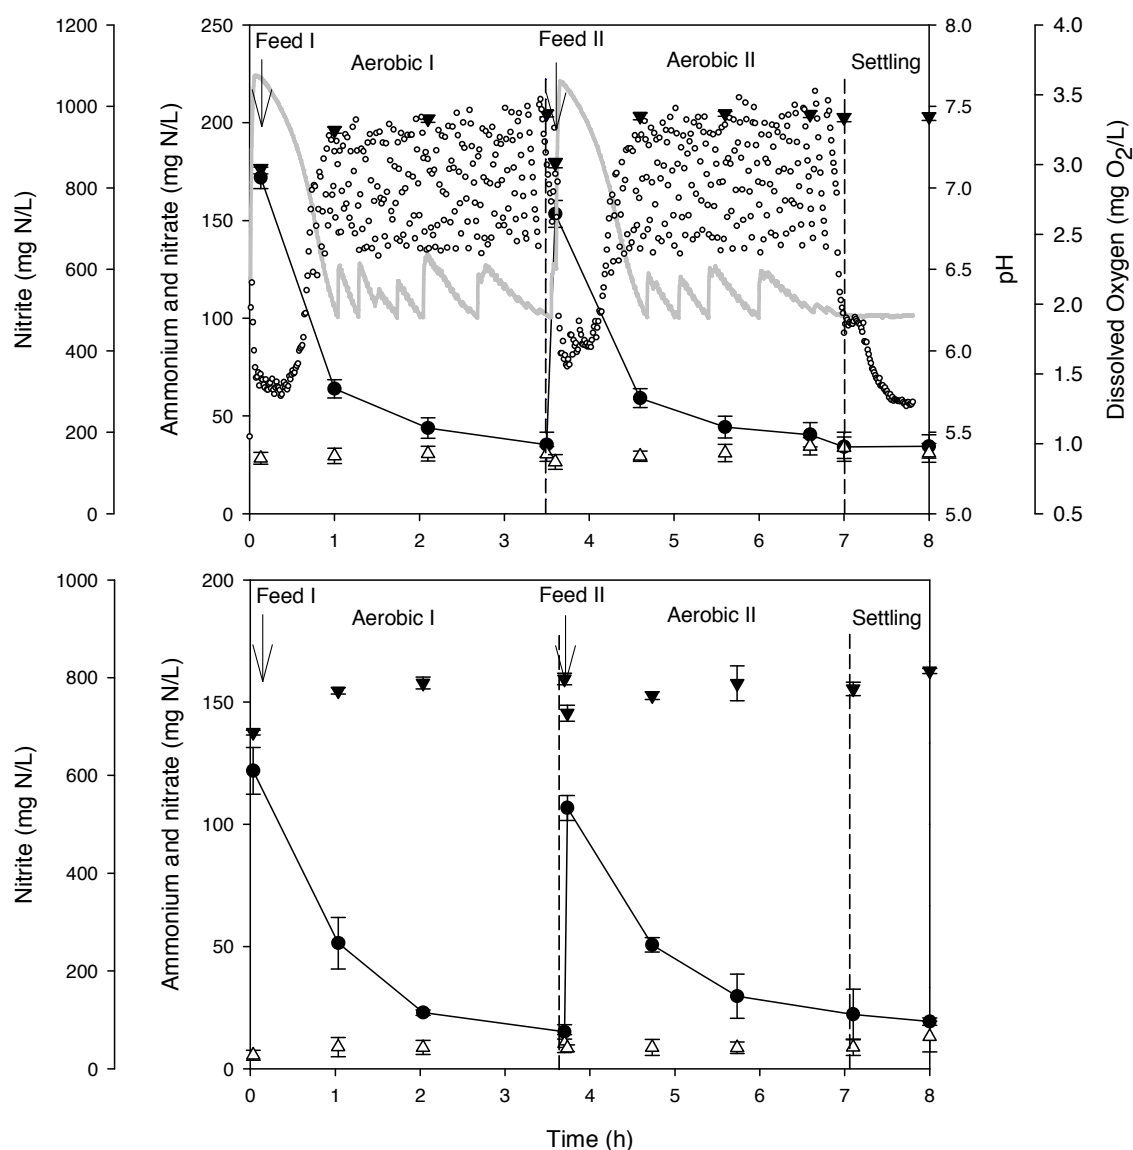 1200 250 8.0 4.0
Feed I Feed II
Aerobic I Aerobic II Settling
1000 200 7.5 3.5
800 150 7.0 3.0
600 6.5 2.5
400 100 6.0 2.0
200 50 5.5 1.5
0 0 5.0 1.0
0.5
Nitrite (mg N/L)
Ammonium and nitrate (mg N/L)
pH
Dissolved Oxygen (mg O2/L)
0 1 2 3 4 5 6 7 8
1000 200
Feed I Feed II
Aerobic I Aerobic II Settling
800 150
600
400 100
200 50
0 0
Nitrite (mg N/L)
Ammonium and nitrate (mg N/L)
0 1 2 3 4 5 6 7 8
Time (h)